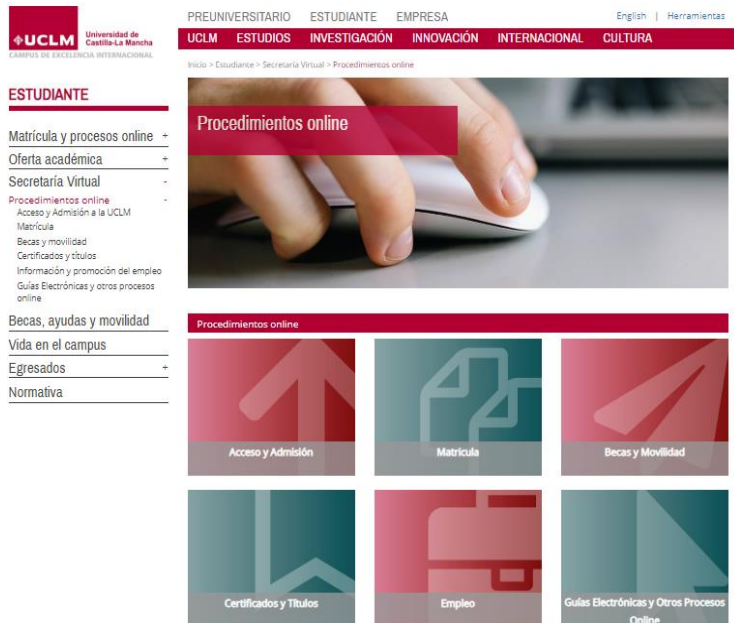 PREUNIVERSITARIO ESTUDIANTE EMPRESA English | Herramientas
UCLM Universidad de Castilla-La Mancha
CAMPUS DE EXCELENCIA INTERNACIONAL
UCLM ESTUDIOS INVESTIGACIÓN INNOVACIÓN INTERNACIONAL CULTURA
Inicio > Estudiante > Secretaría Virtual > Procedimientos online
ESTUDIANTE
Matrícula y procesos online +
Oferta académica +
Secretaría Virtual -
Procedimientos online -
Acceso y Admisión a la UCLM
Matrícula
Becas y movilidad
Certificados y títulos
Información y promoción del empleo
Guías Electrónicas y otros procesos
online
Becas, ayudas y movilidad
Vida en el campus
Egresados +
Normativa
Procedimientos online
Procedimientos online
Acceso y Admisión
Matrícula
Becas y Movilidad
Certificados y Títulos
Empleo
Guías Electrónicas y Otros Procesos
Online